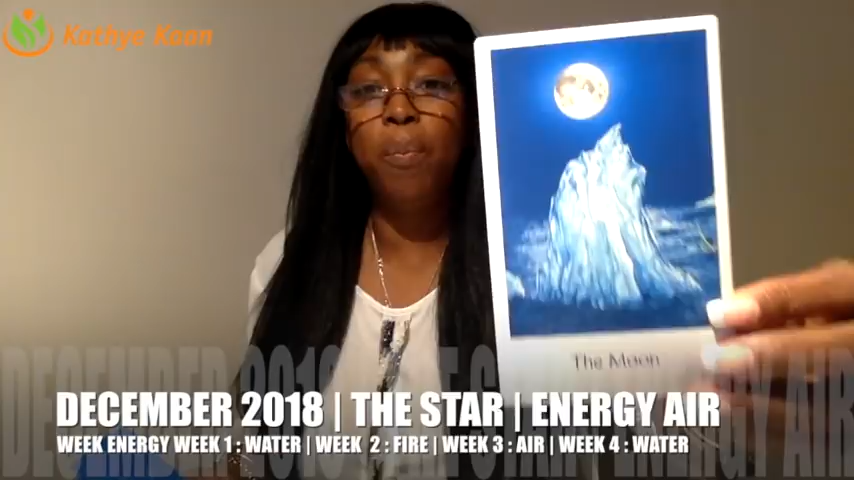 Kathye Kaan
The Moon
DECEMBER 2018 | THE STAR | ENERGY AIR
WEEK ENERGY WEEK 1 : WATER | WEEK 2 : FIRE | WEEK 3 : AIR | WEEK 4 : WATER